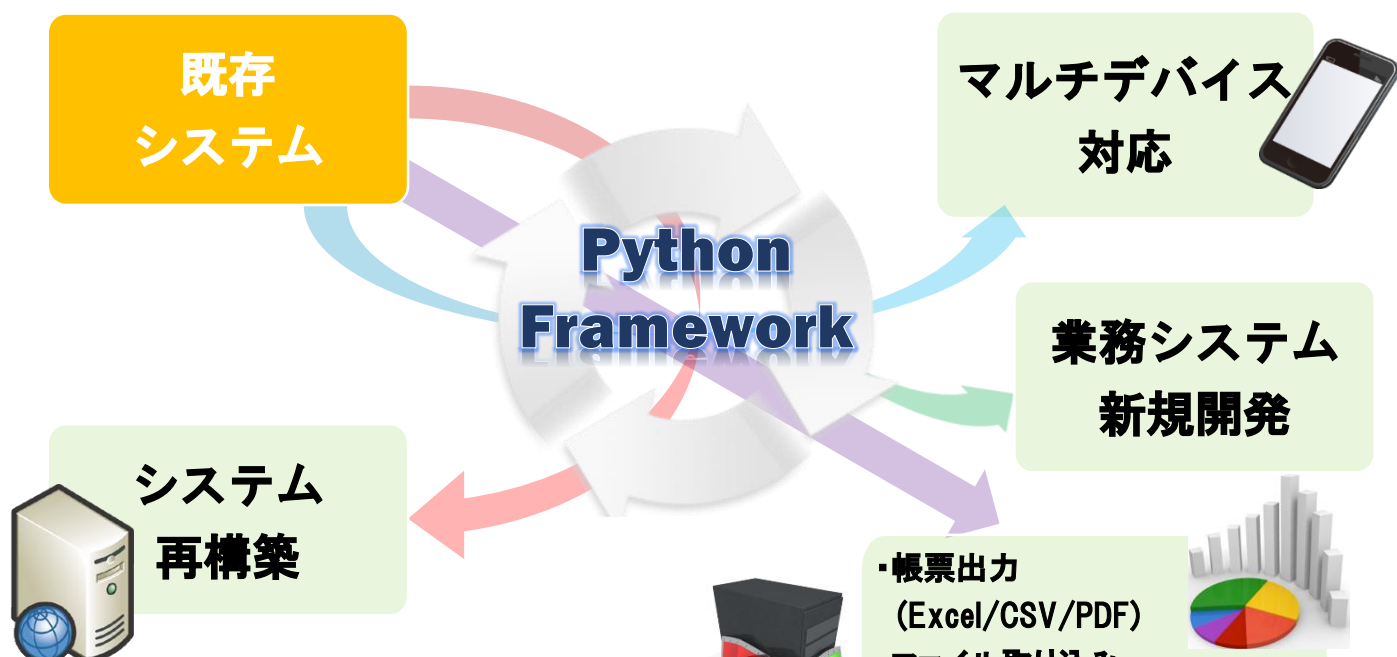 既存
システム
マルチデバイス
対応
Python
Framework
業務システム
新規開発
システム
再構築
・帳票出力
(Excel/CSV/PDF)